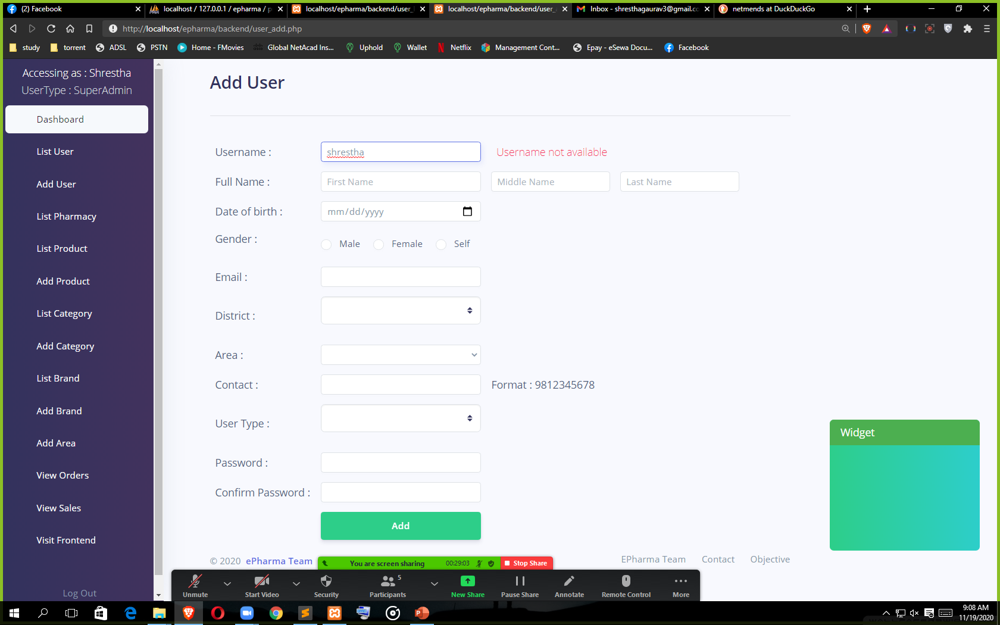 (2) Facebook
localhost / 127.0.0.1 / epharma / p
localhost/epharma/backend/user_
localhost/epharma/backend/user_
Inbox - shresthagaurav3@gmail.co
netmends at DuckDuckGo
http://localhost/epharma/backend/user_add.php
study
torrent
ADSL
PSTN
Home - FMovies
Global NetAcad Ins...
Uphold
Wallet
Netflix
Management Cont...
Epay - eSewa Docu...
Facebook
Accessing as : Shrestha
UserType : SuperAdmin
Dashboard
List User
Add User
List Pharmacy
List Product
Add Product
List Category
Add Category
List Brand
Add Brand
Add Area
View Orders
View Sales
Visit Frontend
Log Out
Add User
Username : shrestha Username not available
Full Name : First Name Middle Name Last Name
Date of birth : mm/dd/yyyy
Gender : Male Female Self
Email :
District :
Area :
Contact : Format : 9812345678
User Type :
Password :
Confirm Password :
Add
Widget
© 2020 ePharma Team
EPharma Team Contact Objective
You are screen sharing 00:29:03 Stop Share
Unmute
Start Video
Security
Participants 5
New Share
Pause Share
Annotate
Remote Control
More
9:08 AM
11/19/2020